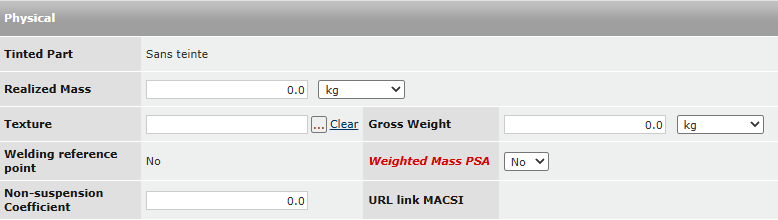 Physical
Tinted Part Sans teinte
Realized Mass 0.0 kg
Texture ... Clear Gross Weight 0.0 kg
Welding reference
point No Weighted Mass PSA No
Non-suspension
Coefficient 0.0 URL link MACSI